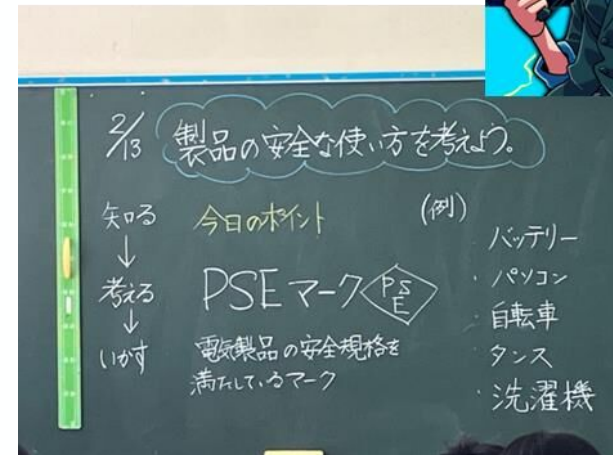 2/13 製品の安全な使い方を考えよう。
知る
↓
考える
↓
いかす
今日のポイント
PSEマーク PSE
電気製品の安全規格を
満たしているマーク
(例)
・バッテリー
・パソコン
・自転車
・タンス
・洗濯機